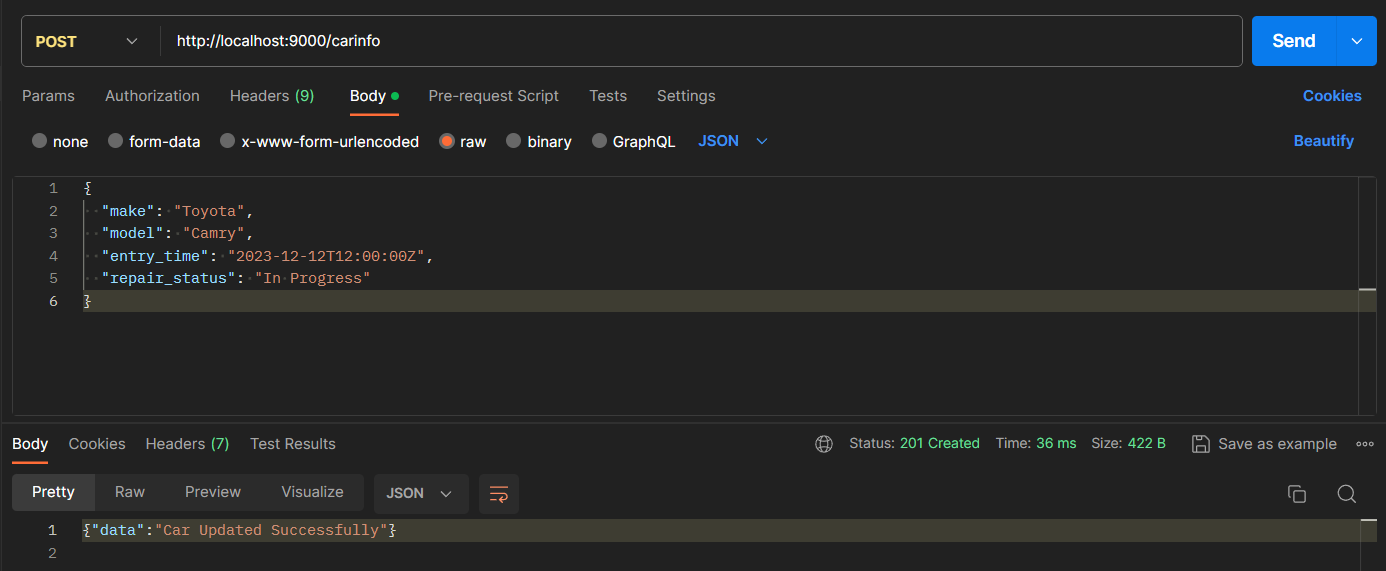 POST http://localhost:9000/carinfo Send
Params Authorization Headers (9) Body Pre-request Script Tests Settings Cookies
none form-data x-www-form-urlencoded raw binary GraphQL JSON Beautify
1 {
2 "make": "Toyota",
3 "model": "Camry",
4 "entry_time": "2023-12-12T12:00:00Z",
5 "repair_status": "In Progress"
6 }
Body Cookies Headers (7) Test Results Status: 201 Created Time: 36 ms Size: 422 B Save as example
Pretty Raw Preview Visualize JSON
1 {"data":"Car Updated Successfully"}
2